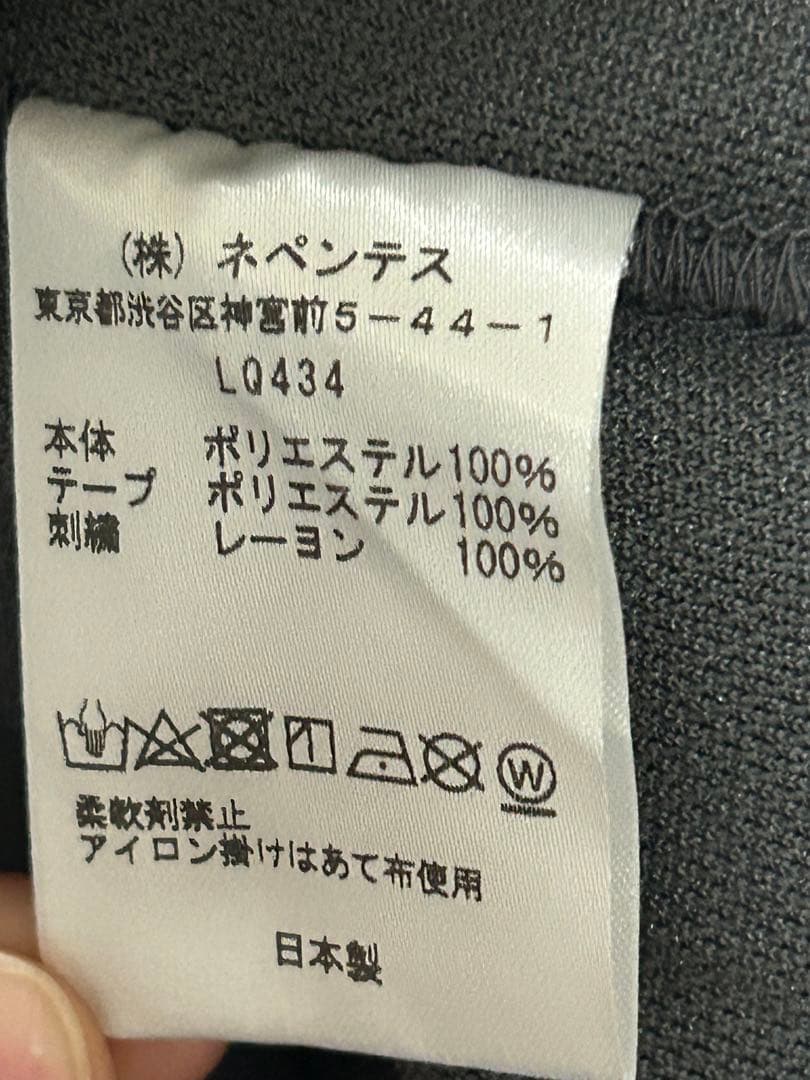 (株) ネペンテス
東京都渋谷区神宮前5-44-1
LQ434
本体 ポリエステル100%
テープ ポリエステル100%
刺繍 レーヨン 100%
W
柔軟剤禁止
アイロン掛けはあて布使用
日本製